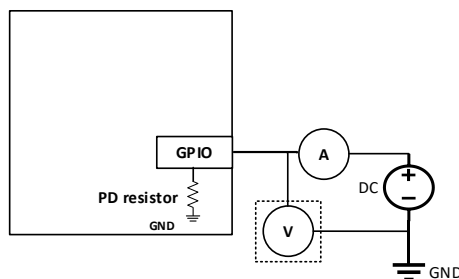 GPIO
A
PD resistor
GND
DC
+
−
V
GND